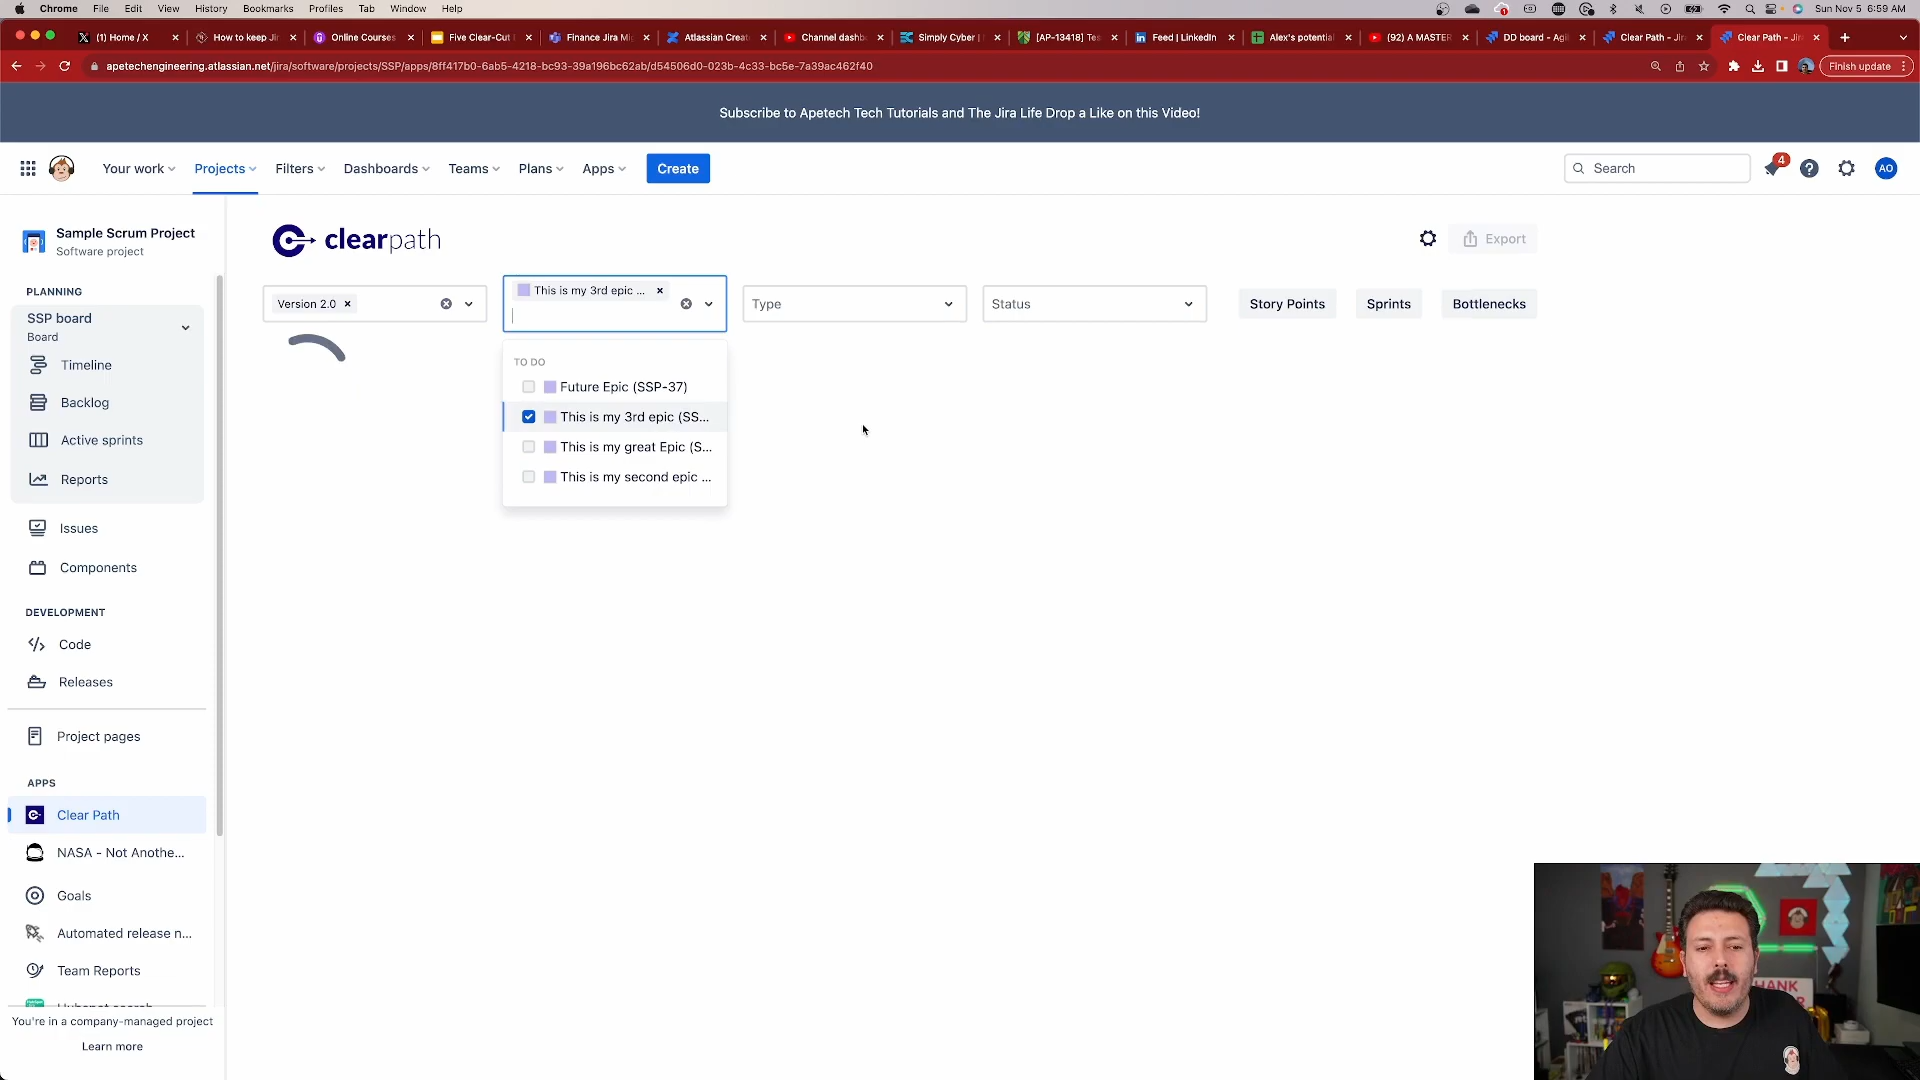 Chrome File Edit View History Bookmarks Profiles Tab Window Help Sun Nov 5 6:59 AM
(1) Home / X How to keep Jir Online Courses Five Clear-Cut Finance Jira Mig Atlassian Creat Channel dashb Simply Cyber | [AP-13418] Tes Feed | LinkedIn Alex's potential (92) A MASTER DD board - Agil Clear Path - Jir Clear Path - Jir
apetechengineering.atlassian.net/jira/software/projects/SSP/apps/8ff417b0-6ab5-4218-bc93-39a196bc62ab/d54506d0-023b-4c33-bc5e-7a39ac462f40 Finish update
Subscribe to Apetech Tech Tutorials and The Jira Life Drop a Like on this Video!
Your work Projects Filters Dashboards Teams Plans Apps Create Search 4 AO
Sample Scrum Project
Software project
clearpath
Export
PLANNING
SSP board
Board
Timeline
Backlog
Active sprints
Reports
Issues
Components
DEVELOPMENT
Code
Releases
Project pages
APPS
Clear Path
NASA - Not Anothe...
Goals
Automated release n...
Team Reports
Hubspot search
You're in a company-managed project
Learn more
Version 2.0
This is my 3rd epic ...
Type
Status
Story Points
Sprints
Bottlenecks
TO DO
Future Epic (SSP-37)
This is my 3rd epic (SS...
This is my great Epic (S...
This is my second epic ...